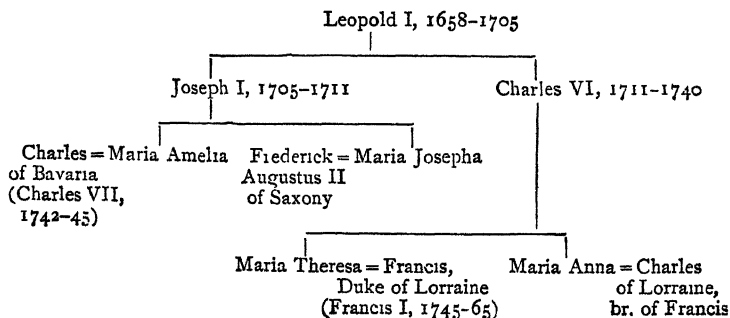 Leopold I, 1658–1705
Joseph I, 1705–1711
Charles VI, 1711–1740
Charles = Maria Amelia
of Bavaria
(Charles VII,
1742–45)
Frederick = Maria Josepha
Augustus II
of Saxony
Maria Theresa = Francis,
Duke of Lorraine
(Francis I, 1745–65)
Maria Anna = Charles
of Lorraine,
br. of Francis